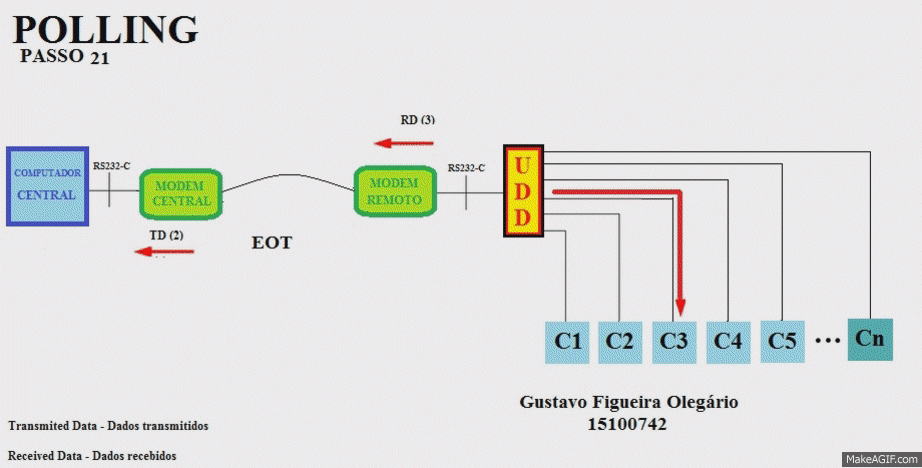 POLLING
PASSO 21
RD (3)
COMPUTADOR
CENTRAL
RS232-C
MODEM
CENTRAL
MODEM
REMOTO
RS232-C
U
D
D
TD (2)
EOT
C1 C2 C3 C4 C5 ... Cn
Gustavo Figueira Olegário
15100742
Transmited Data - Dados transmitidos
Received Data - Dados recebidos
MakeAGIF.com